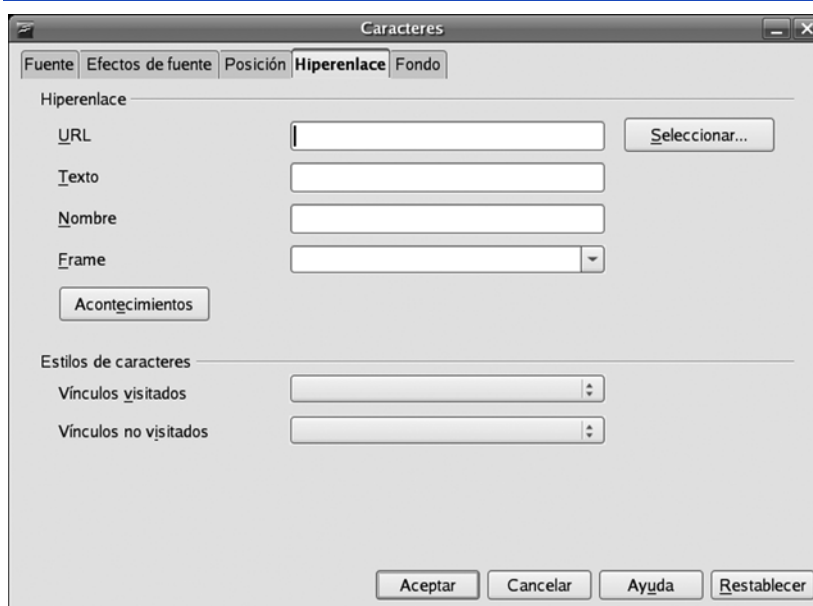 Caracteres
Fuente Efectos de fuente Posición Hiperenlace Fondo
Hiperenlace
URL Seleccionar...
Texto
Nombre
Frame
Acontecimientos
Estilos de caracteres
Vínculos visitados
Vínculos no visitados
Aceptar Cancelar Ayuda Restablecer